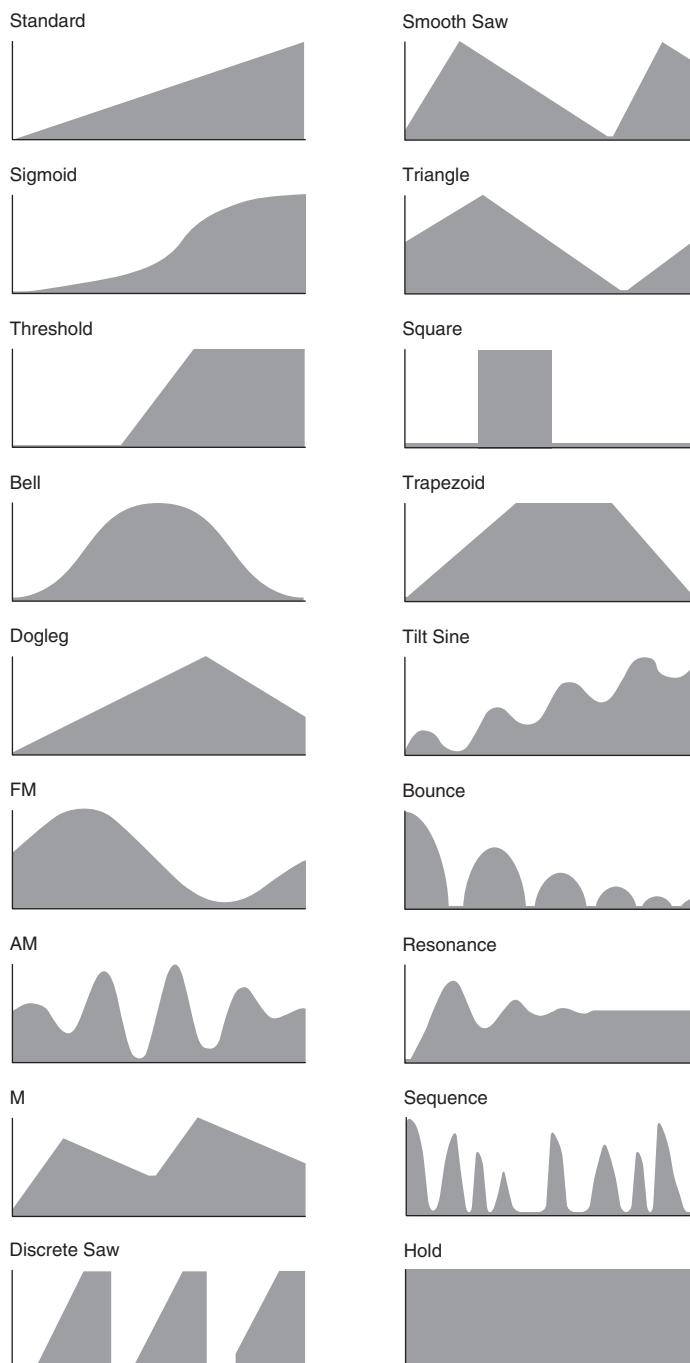 Standard
Smooth Saw
Sigmoid
Triangle
Threshold
Square
Bell
Trapezoid
Dogleg
Tilt Sine
FM
Bounce
AM
Resonance
M
Sequence
Discrete Saw
Hold